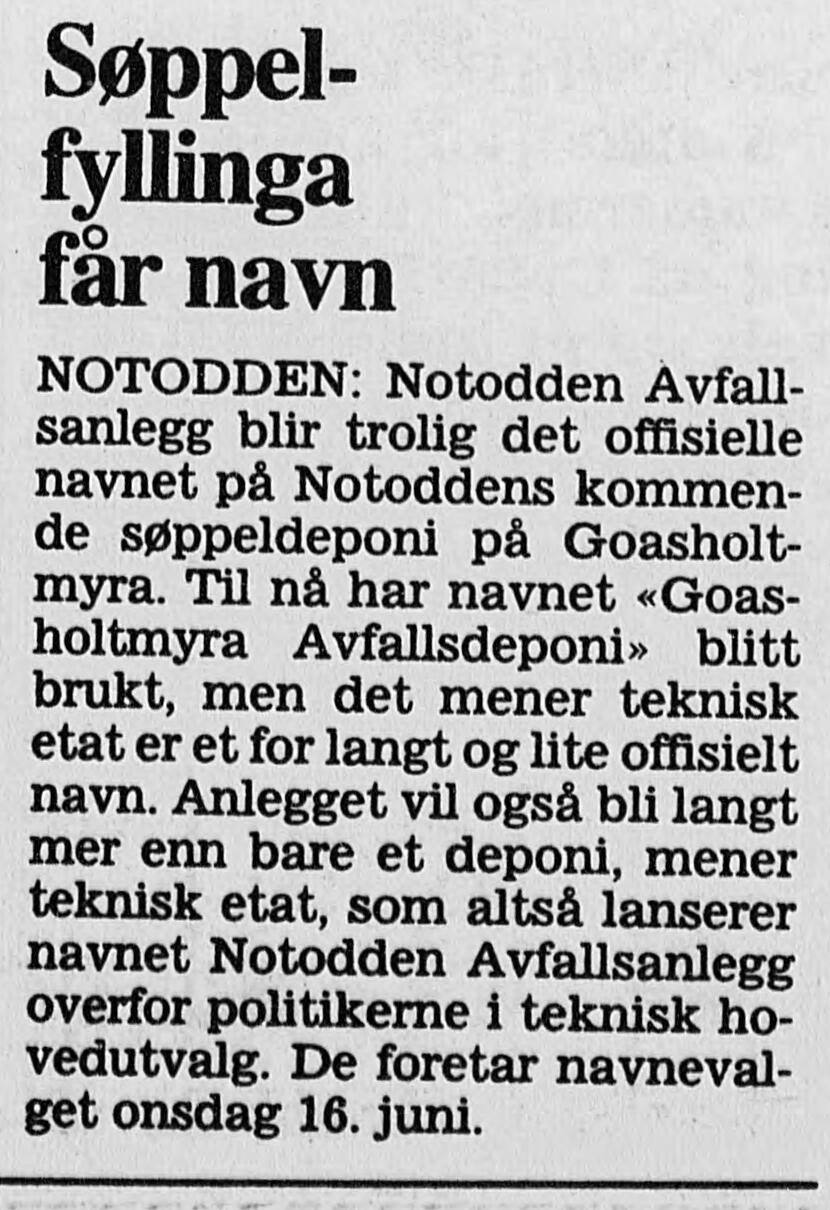 Søppel-
fyllinga
får navn
NOTODDEN: Notodden Avfall-
sanlegg blir trolig det offisielle
navnet på Notoddens kommen-
de søppeldeponi på Goasholt-
myra. Til nå har navnet «Goas-
holtmyra Avfallsdeponi» blitt
brukt, men det mener teknisk
etat er et for langt og lite offisielt
navn. Anlegget vil også bli langt
mer enn bare et deponi, mener
teknisk etat, som altså lanserer
navnet Notodden Avfallsanlegg
overfor politikerne i teknisk ho-
vedutvalg. De foretar navneval-
get onsdag 16. juni.